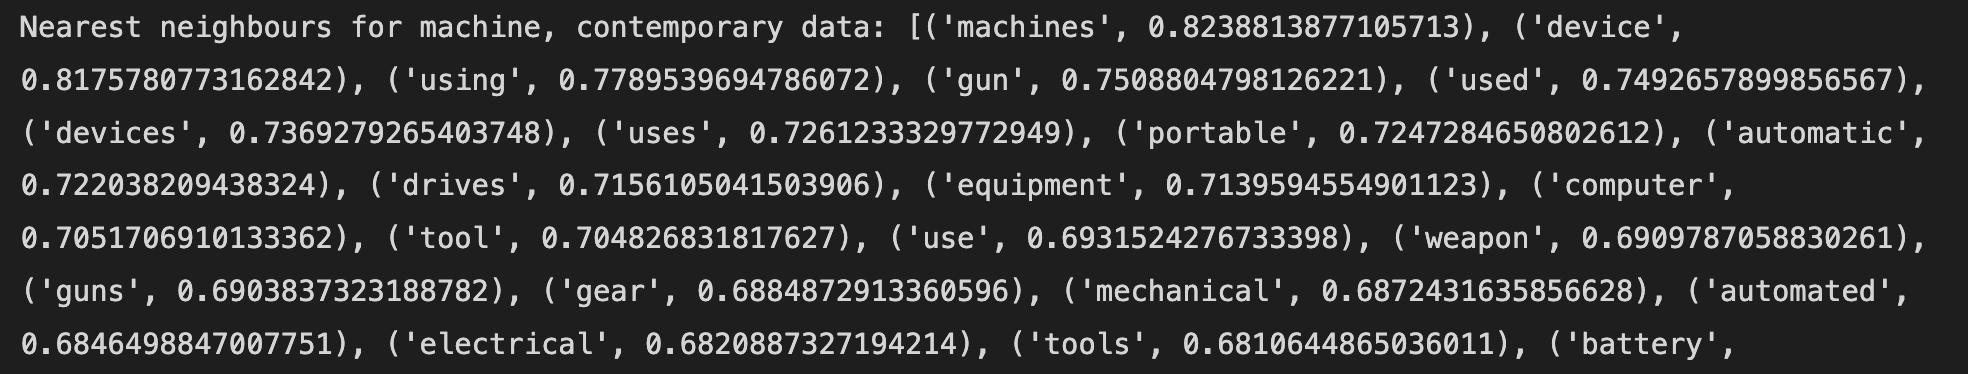 Nearest neighbours for machine, contemporary data: [('machines', 0.8238813877105713), ('device',
0.8175780773162842), ('using', 0.7789539694786072), ('gun', 0.7508804798126221), ('used', 0.7492657899856567),
('devices', 0.7369279265403748), ('uses', 0.7261233329772949), ('portable', 0.7247284650802612), ('automatic',
0.722038209438324), ('drives', 0.7156105041503906), ('equipment', 0.7139594554901123), ('computer',
0.7051706910133362), ('tool', 0.704826831817627), ('use', 0.6931524276733398), ('weapon', 0.6909787058830261),
('guns', 0.6903837323188782), ('gear', 0.6884872913360596), ('mechanical', 0.6872431635856628), ('automated',
0.6846498847007751), ('electrical', 0.6820887327194214), ('tools', 0.6810644865036011), ('battery',